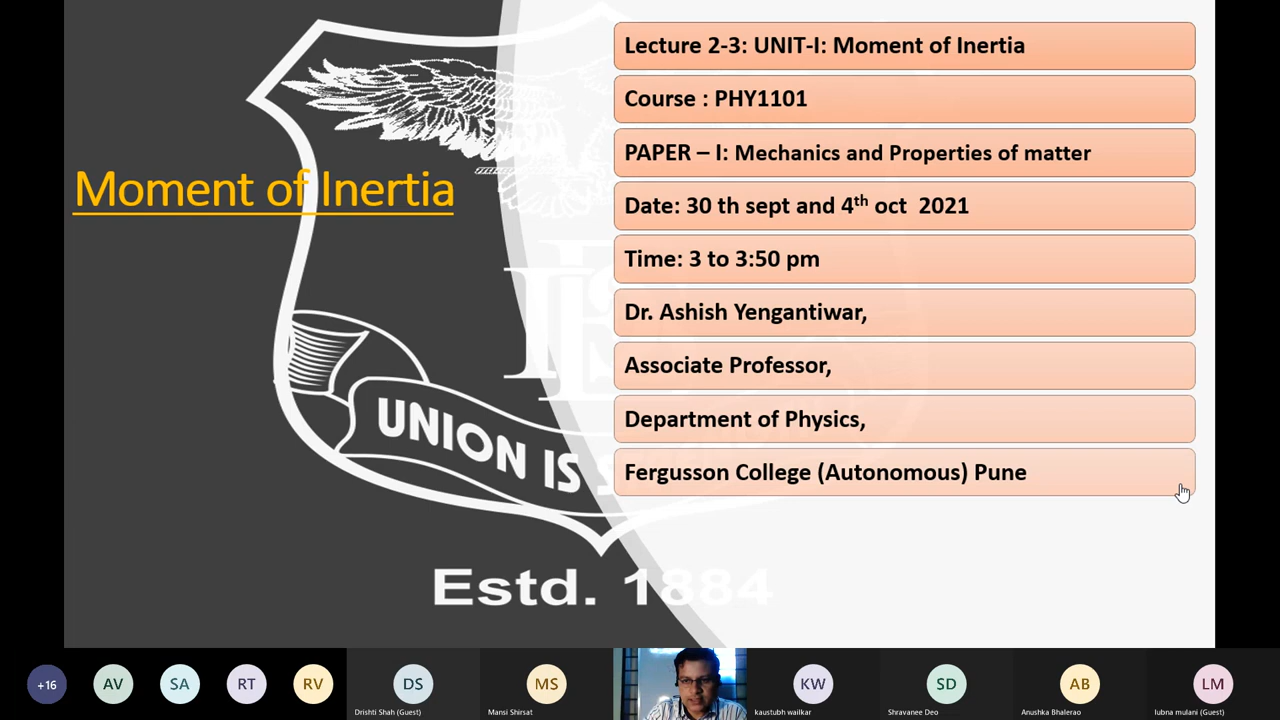 Moment of Inertia
Lecture 2-3: UNIT-I: Moment of Inertia
Course : PHY1101
PAPER – I: Mechanics and Properties of matter
Date: 30 th sept and 4th oct 2021
Time: 3 to 3:50 pm
Dr. Ashish Yengantiwar,
Associate Professor,
Department of Physics,
Fergusson College (Autonomous) Pune
UNION IS
Estd. 1884
+16
AV
SA
RT
RV
DS
MS
KW
SD
AB
LM
Drishti Shah (Guest)
Mansi Shirsat
kaustubh wailkar
Shravanee Deo
Anushka Bhalerao
lubna mulani (Guest)